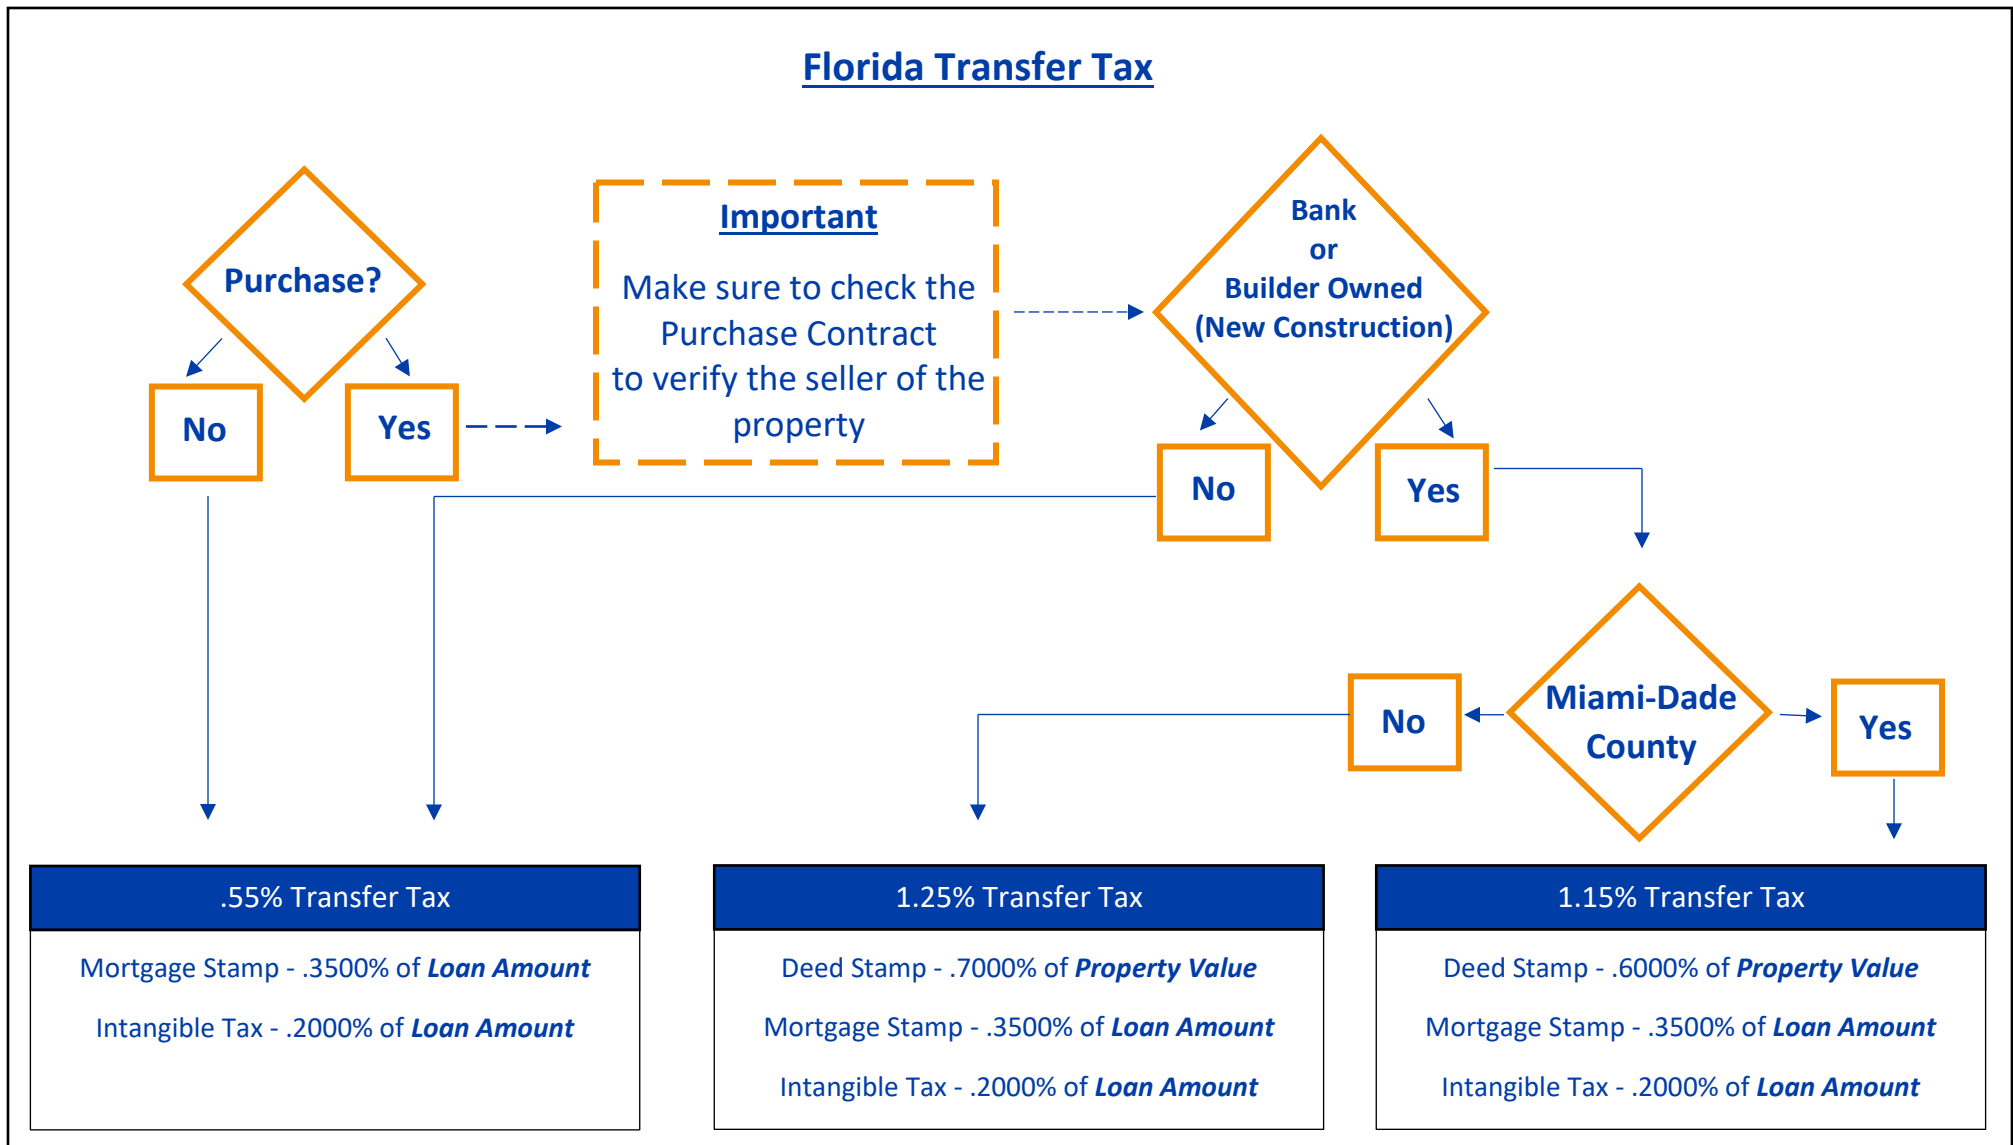 Florida Transfer Tax
Purchase?
No
Yes
Important
Make sure to check the
Purchase Contract
to verify the seller of the
property
Bank
or
Builder Owned
(New Construction)
No
Yes
Miami-Dade
County
No
Yes
.55% Transfer Tax
Mortgage Stamp - .3500% of Loan Amount
Intangible Tax - .2000% of Loan Amount
1.25% Transfer Tax
Deed Stamp - .7000% of Property Value
Mortgage Stamp - .3500% of Loan Amount
Intangible Tax - .2000% of Loan Amount
1.15% Transfer Tax
Deed Stamp - .6000% of Property Value
Mortgage Stamp - .3500% of Loan Amount
Intangible Tax - .2000% of Loan Amount